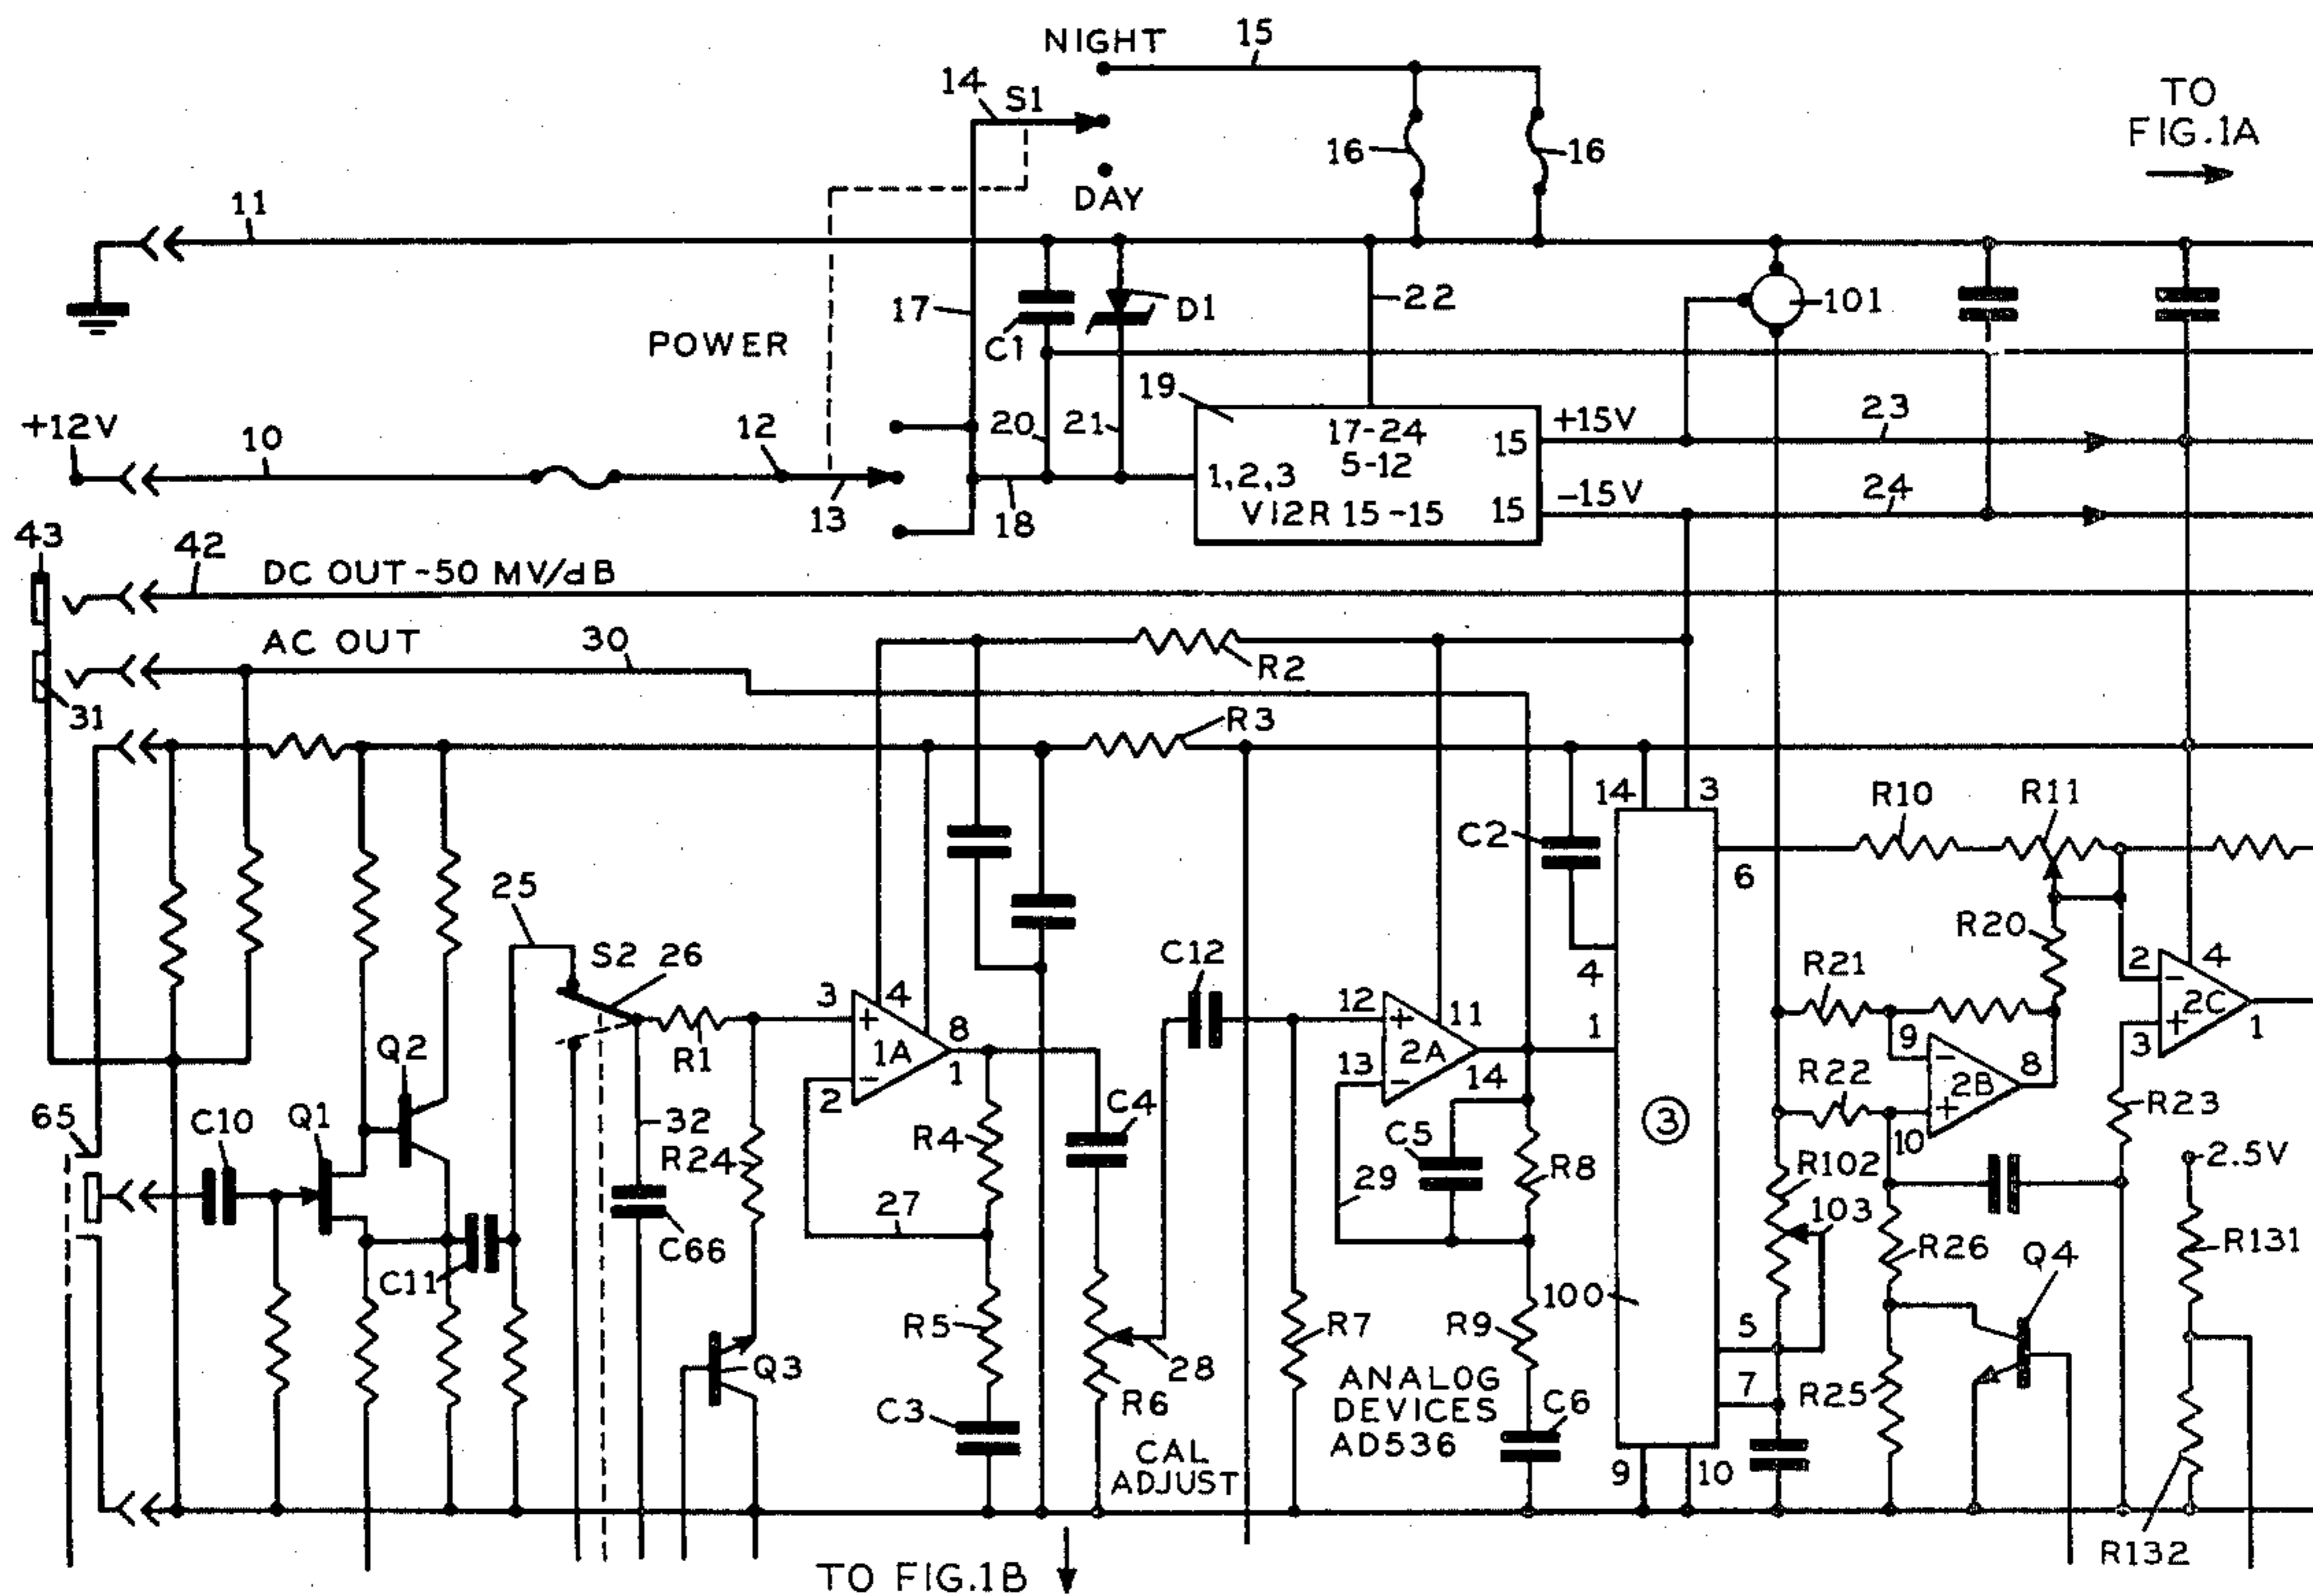 NIGHT
15
14
S1
TO
FIG.1A
16
16
DAY
11
17
22
101
D1
C1
POWER
19
+12V
10
12
20
21
17-24
5-12
15
+15V
23
1,2,3
V12R 15-15
15
-15V
24
13
18
43
42
DC OUT-50 MV/dB
AC OUT
30
R2
31
R3
14
3
R10
R11
C2
6
25
S2
26
C12
4
R20
R21
2
-
4
2C
3
4
12
11
1
9
3
+
1
+
+
-
R1
1A
8
1
13
2A
14
-
2B
8
Q2
2
-
R22
+
10
R23
65
C10
Q1
32
R24
R4
C4
C5
R8
3
R102
-2.5V
27
29
103
C66
C11
R26
Q4
R131
100
R5
R7
R9
5
Q3
28
7
R25
C3
R6
ANALOG
DEVICES
AD536
C6
CAL
ADJUST
9
10
R132
TO FIG.1B